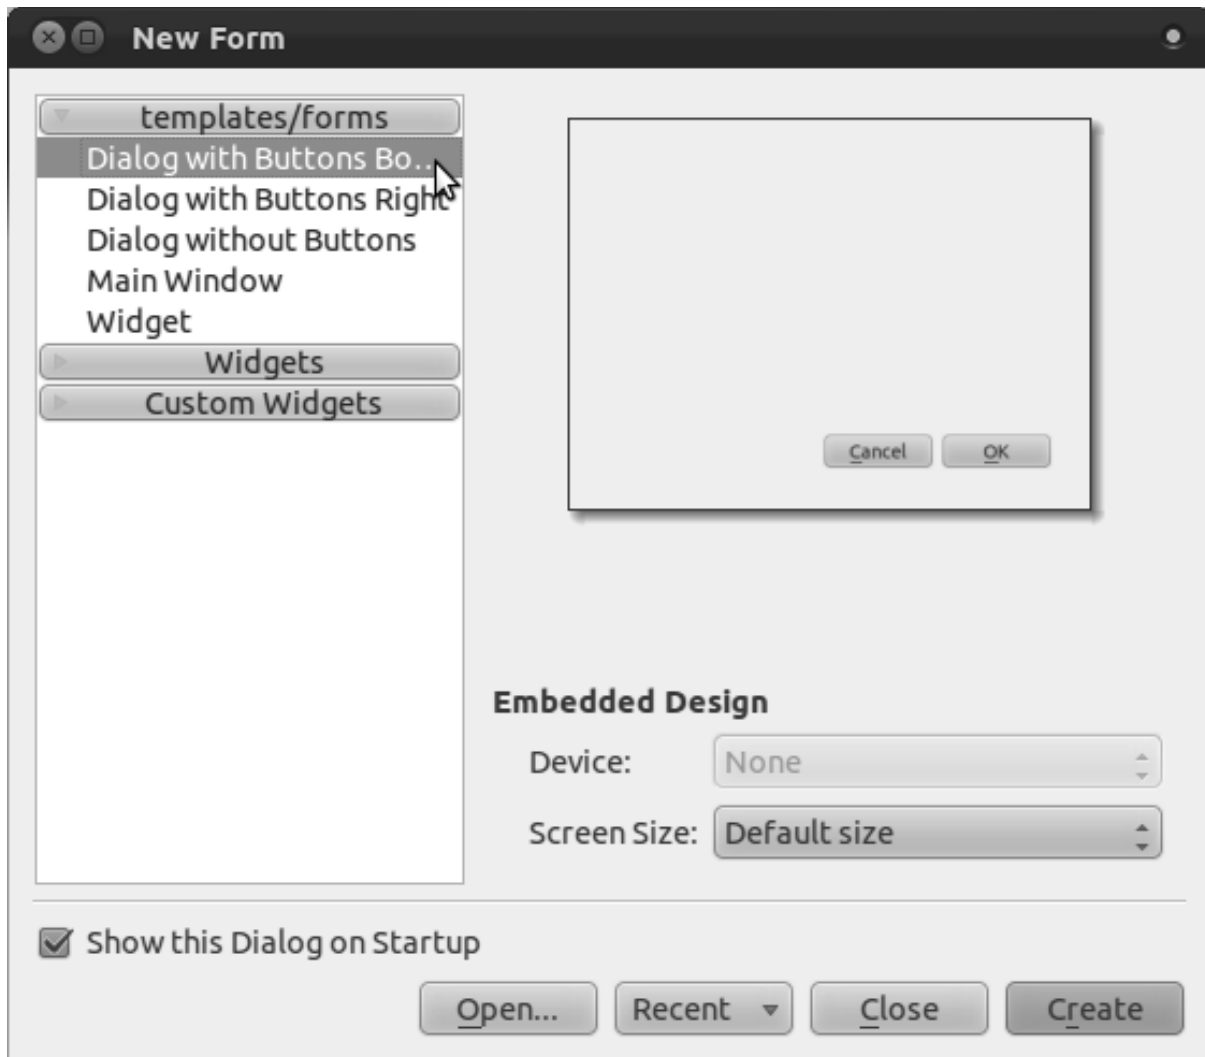 New Form
templates/forms
Dialog with Buttons Bo...
Dialog with Buttons Right
Dialog without Buttons
Main Window
Widget
Widgets
Custom Widgets
Cancel OK
Embedded Design
Device: None
Screen Size: Default size
Show this Dialog on Startup
Open... Recent Close Create